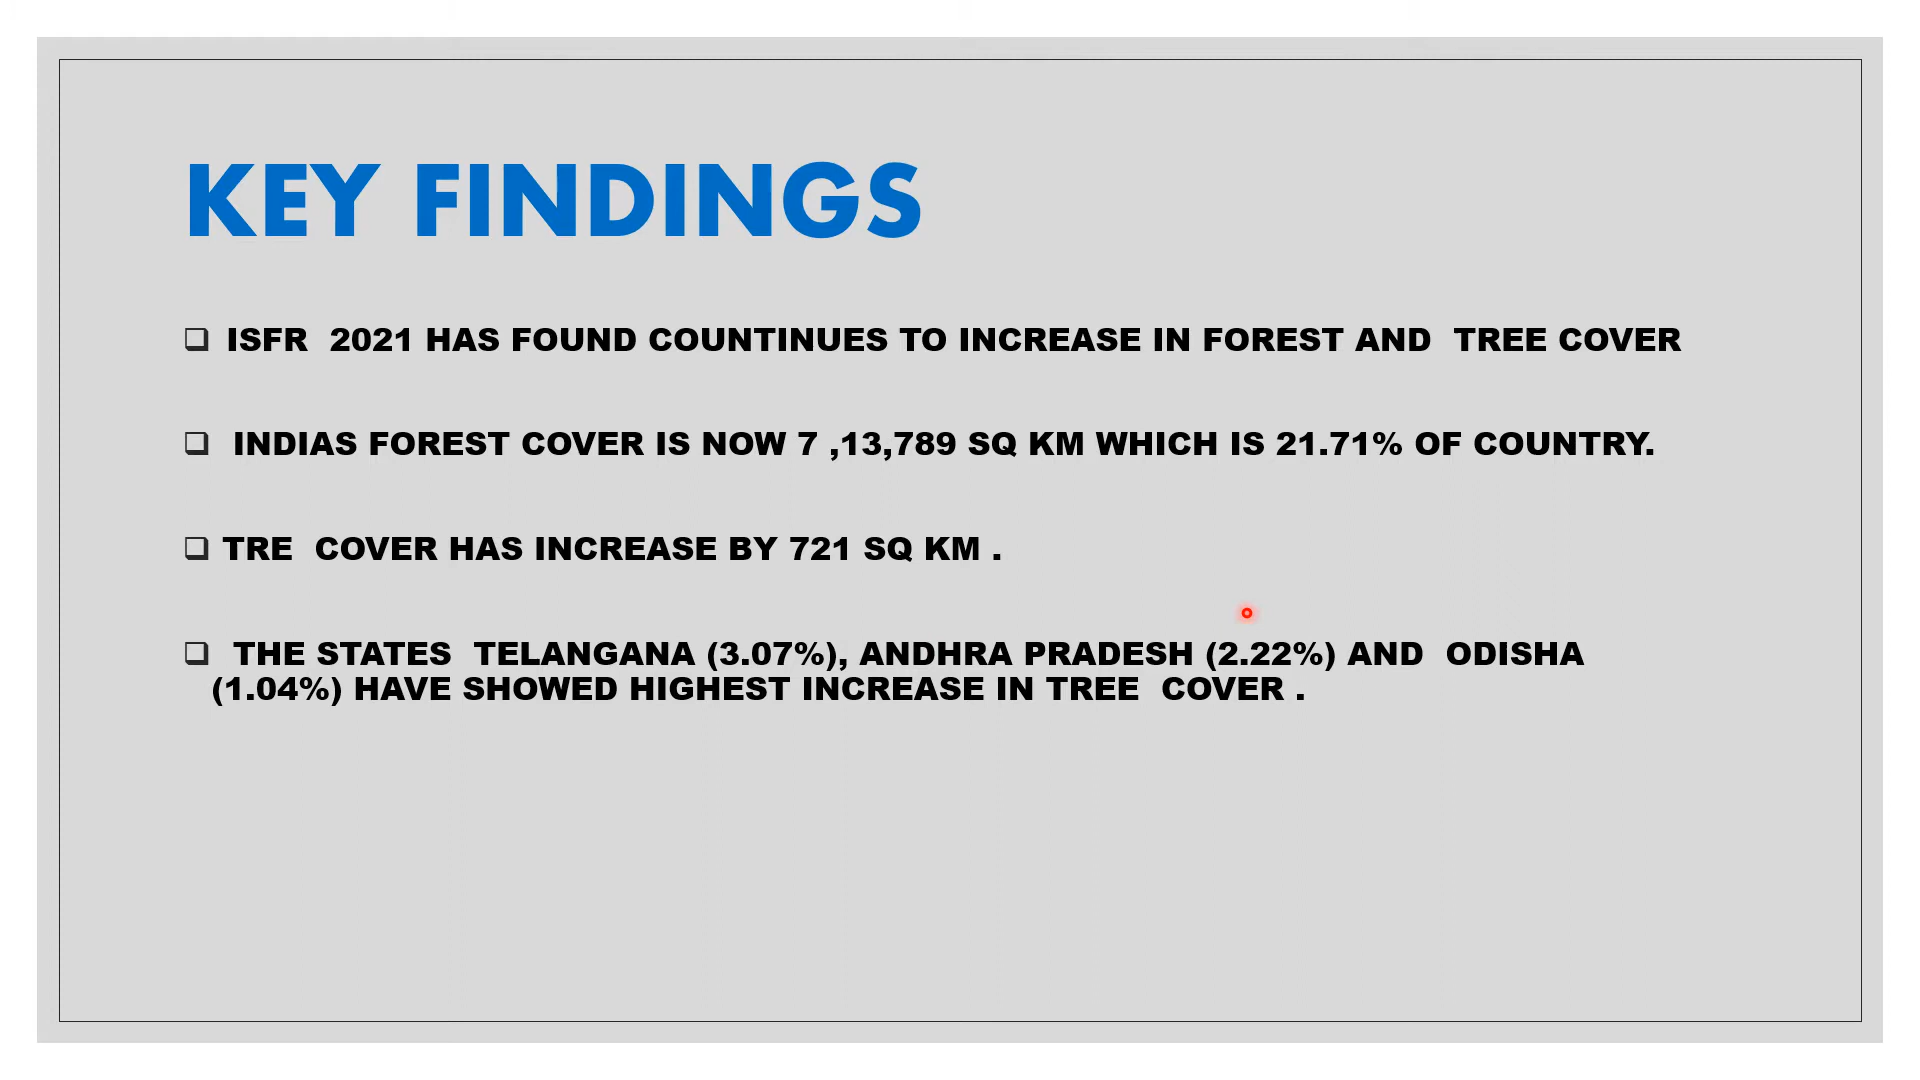 KEY FINDINGS
ISFR 2021 HAS FOUND COUNTINUES TO INCREASE IN FOREST AND TREE COVER
INDIAS FOREST COVER IS NOW 7 ,13,789 SQ KM WHICH IS 21.71% OF COUNTRY.
TRE COVER HAS INCREASE BY 721 SQ KM .
THE STATES TELANGANA (3.07%), ANDHRA PRADESH (2.22%) AND ODISHA
(1.04%) HAVE SHOWED HIGHEST INCREASE IN TREE COVER .